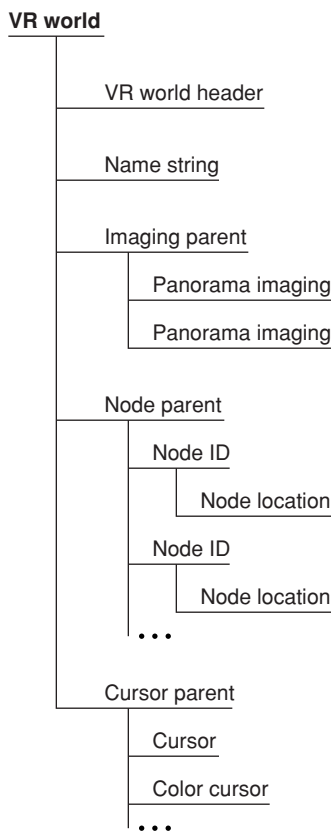 VR world
VR world header
Name string
Imaging parent
Panorama imaging
Panorama imaging
Node parent
Node ID
Node location
Node ID
Node location
• • •
Cursor parent
Cursor
Color cursor
• • •